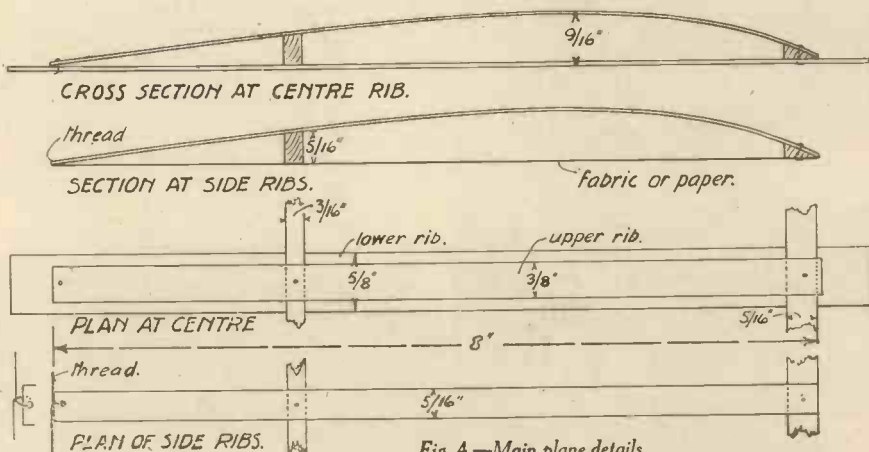 9/16"
CROSS SECTION AT CENTRE RIB.
thread
5/16"
SECTION AT SIDE RIBS.
fabric or paper.
3/16"
lower rib.
upper rib.
5/8"
3/8"
PLAN AT CENTRE
5/16"
8"
thread.
5/16"
PLAN OF SIDE RIBS.
Fig. 4.—Main plane details